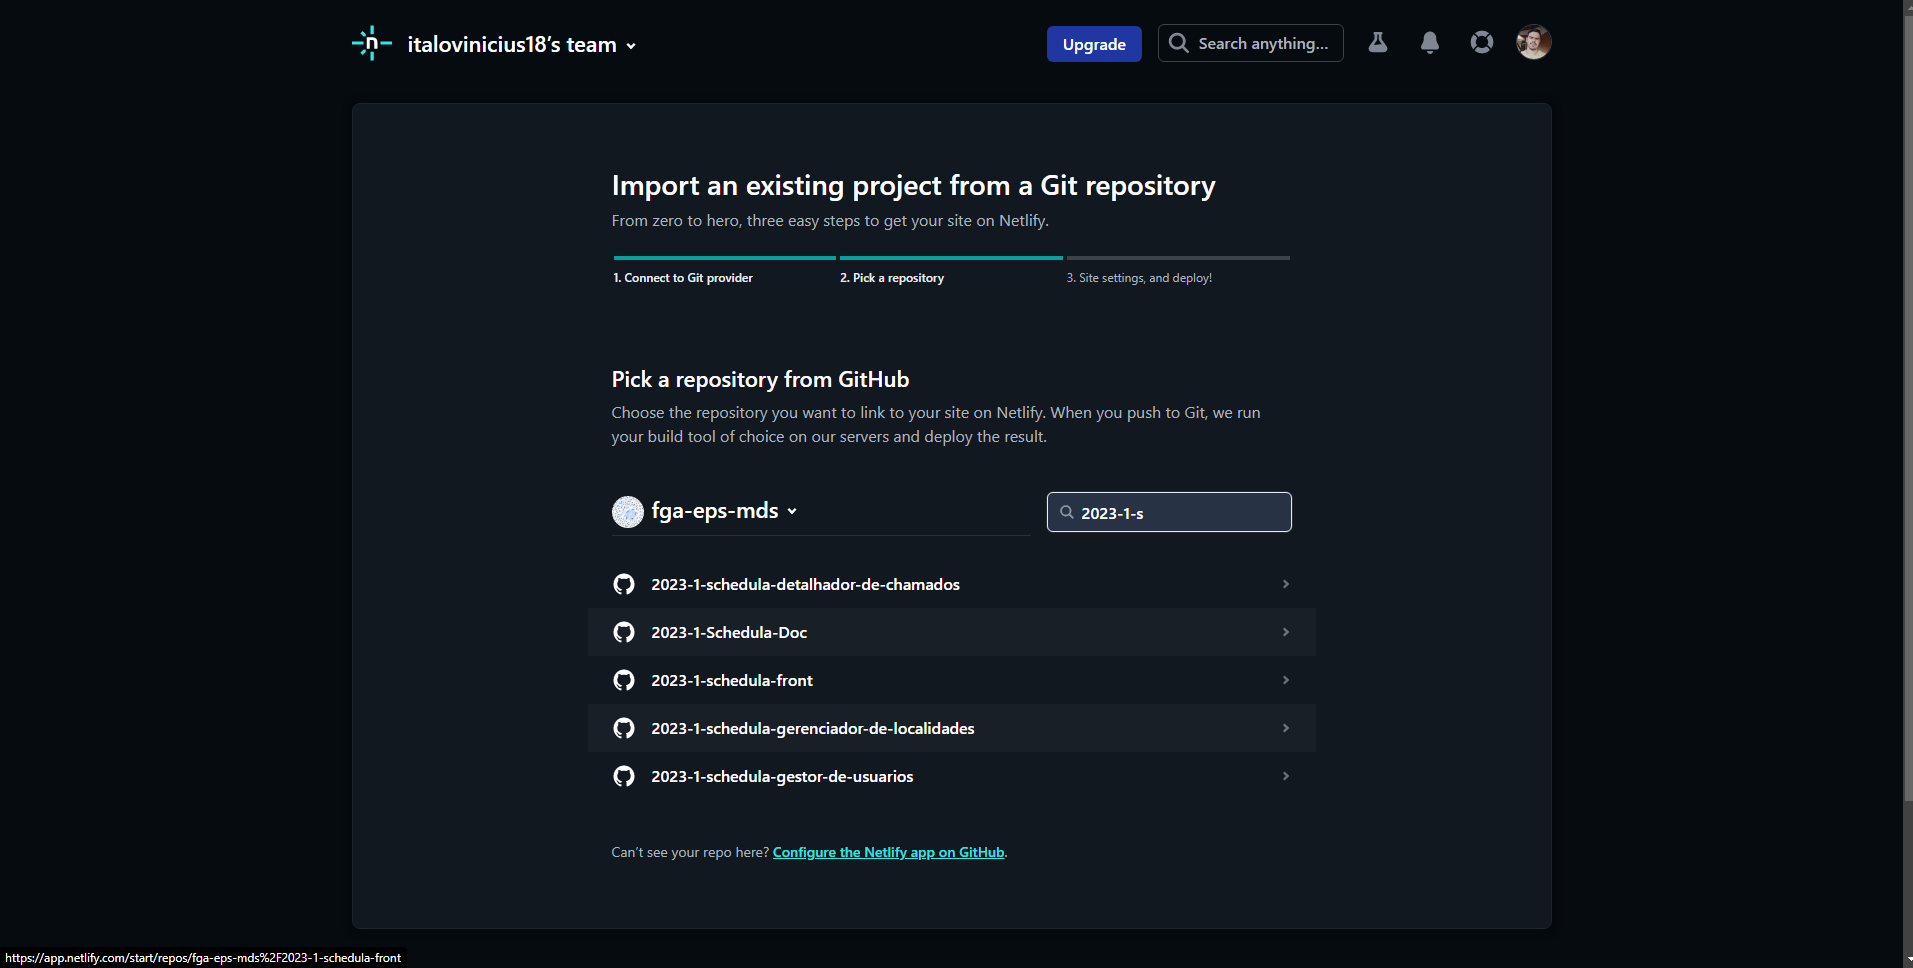 n italovinicius18's team
Upgrade
Search anything...
Import an existing project from a Git repository
From zero to hero, three easy steps to get your site on Netlify.
1. Connect to Git provider
2. Pick a repository
3. Site settings, and deploy!
Pick a repository from GitHub
Choose the repository you want to link to your site on Netlify. When you push to Git, we run
your build tool of choice on our servers and deploy the result.
fga-eps-mds
2023-1-s
2023-1-schedula-detalhador-de-chamados
2023-1-Schedula-Doc
2023-1-schedula-front
2023-1-schedula-gerenciador-de-localidades
2023-1-schedula-gestor-de-usuarios
Can't see your repo here? Configure the Netlify app on GitHub.
https://app.netlify.com/start/repos/fga-eps-mds%2F2023-1-schedula-front